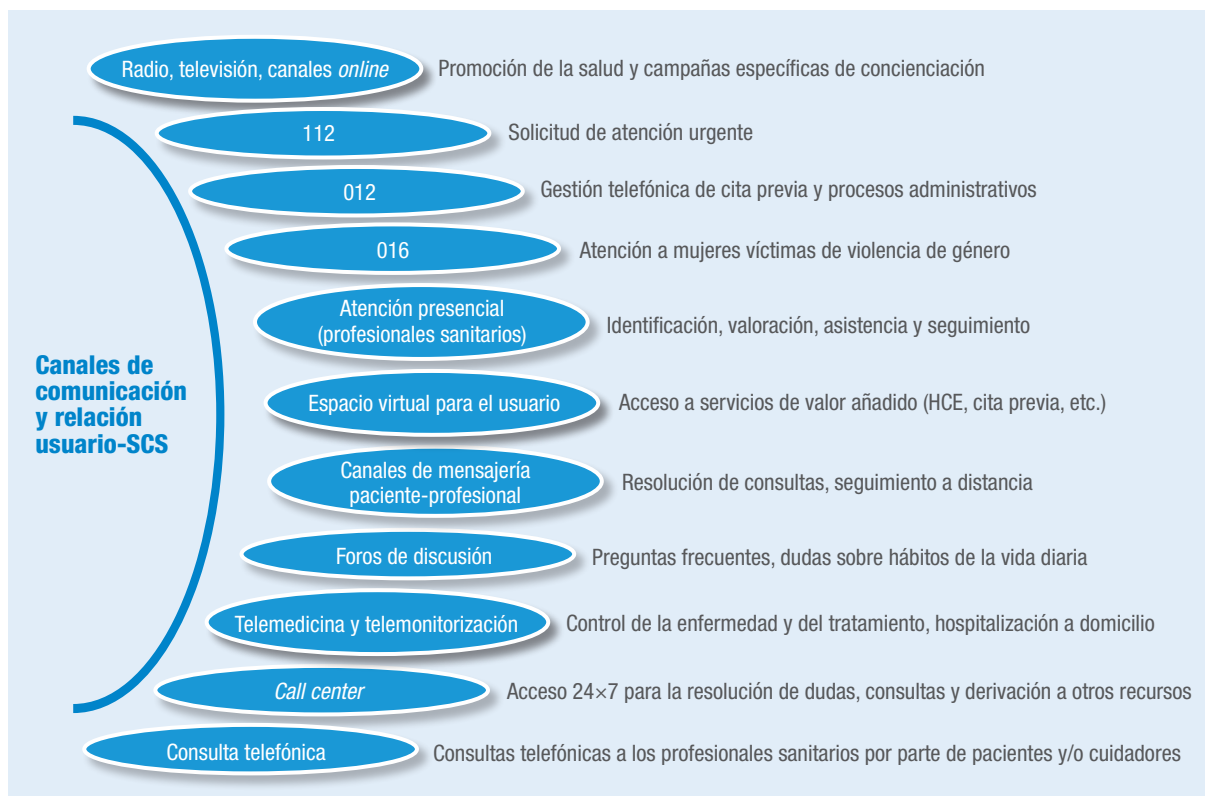 Radio, televisión, canales online
Promoción de la salud y campañas específicas de concienciación
112
Solicitud de atención urgente
012
Gestión telefónica de cita previa y procesos administrativos
016
Atención a mujeres víctimas de violencia de género
Atención presencial
(profesionales sanitarios)
Identificación, valoración, asistencia y seguimiento
Canales de
comunicación
y relación
usuario-SCS
Espacio virtual para el usuario
Acceso a servicios de valor añadido (HCE, cita previa, etc.)
Canales de mensajería
paciente-profesional
Resolución de consultas, seguimiento a distancia
Foros de discusión
Preguntas frecuentes, dudas sobre hábitos de la vida diaria
Telemedicina y telemonitorización
Control de la enfermedad y del tratamiento, hospitalización a domicilio
Call center
Acceso 24×7 para la resolución de dudas, consultas y derivación a otros recursos
Consulta telefónica
Consultas telefónicas a los profesionales sanitarios por parte de pacientes y/o cuidadores